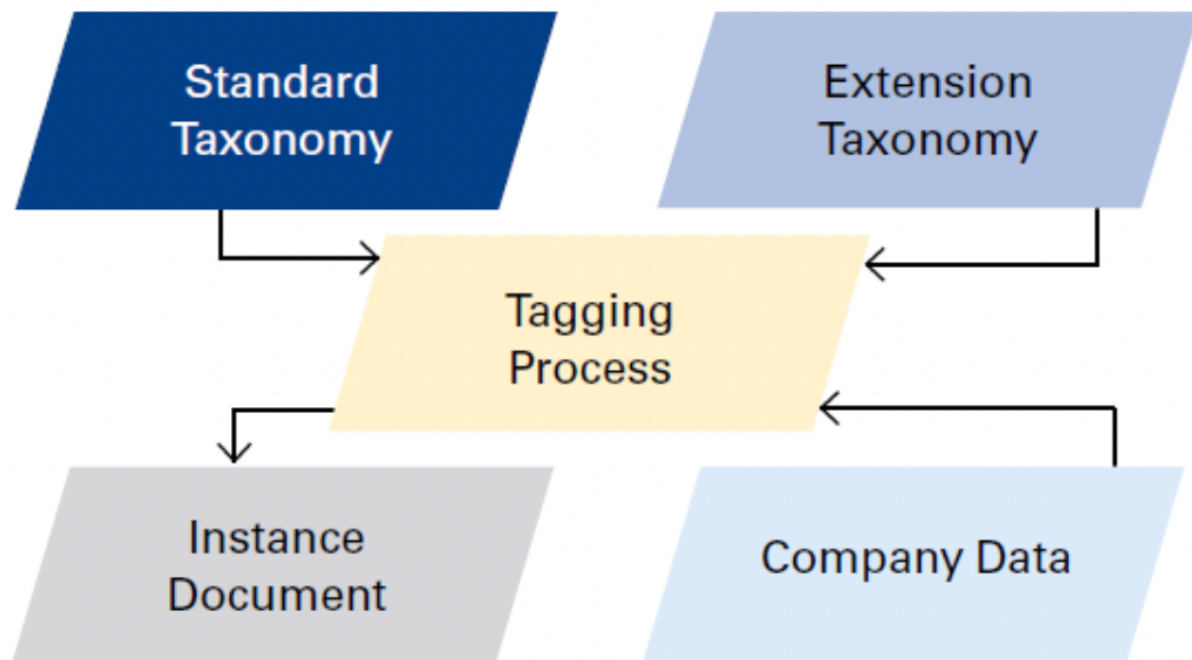 Standard
Taxonomy
Extension
Taxonomy
Tagging
Process
Instance
Document
Company Data